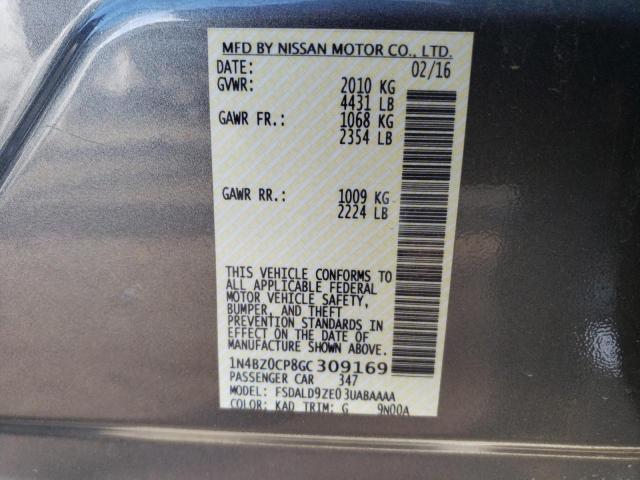 MFD BY NISSAN MOTOR CO., LTD.
DATE: 02/16
GVWR: 2010 KG
4431 LB
GAWR FR.: 1068 KG
2354 LB
GAWR RR.: 1009 KG
2224 LB
THIS VEHICLE CONFORMS TO
ALL APPLICABLE FEDERAL
MOTOR VEHICLE SAFETY,
BUMPER, AND THEFT
PREVENTION STANDARDS IN
EFFECT ON THE DATE OF
MANUFACTURE SHOWN ABOVE.
1N4BZ0CP8GC 309169
PASSENGER CAR 347
MODEL: FSDALD9ZE03UABAAAA
COLOR: KAD TRIM: G 9N00A